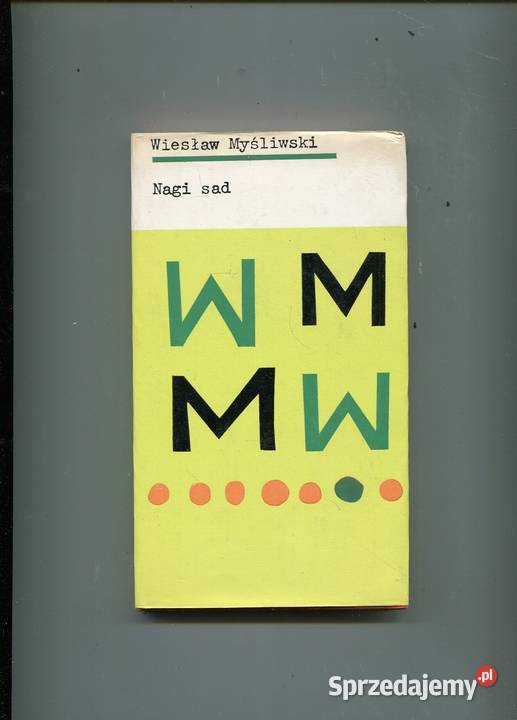 Wiesław Myśliwski
Nagi sad
W M
M W
Sprzedajemy.pl